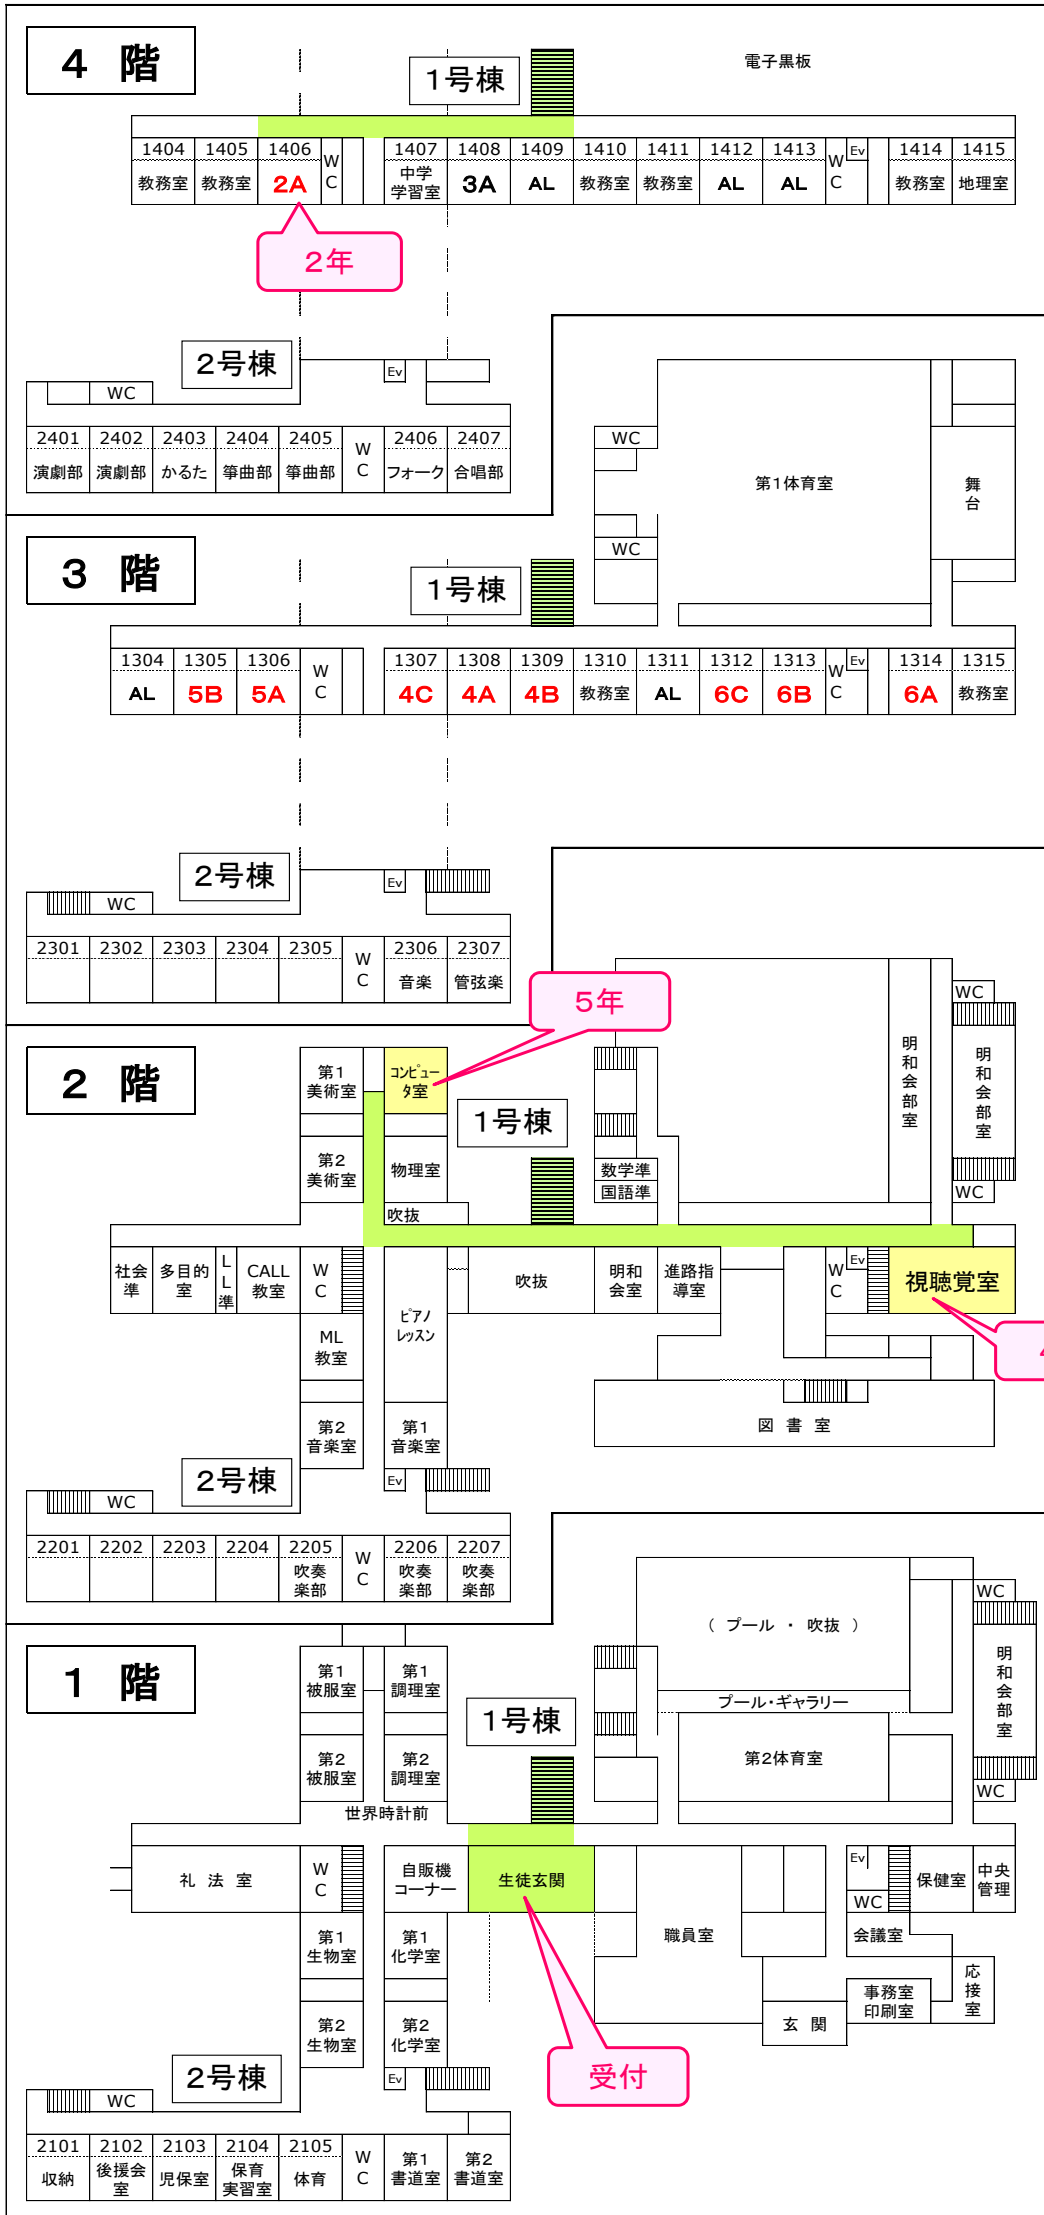 4 階
1号棟
電子黒板
1404 1405 1406 WC 1407 1408 1409 1410 1411 1412 1413 WC Ev 1414 1415
教務室 教務室 2A 中学学習室 3A AL 教務室 教務室 AL AL 教務室 地理室
2年
2号棟
Ev
WC
2401 2402 2403 2404 2405 WC 2406 2407
演劇部 演劇部 かるた 箏曲部 箏曲部 フォーク 合唱部
WC
第1体育室
舞台
WC
3 階
1号棟
1304 1305 1306 WC 1307 1308 1309 1310 1311 1312 1313 WC Ev 1314 1315
AL 5B 5A 4C 4A 4B 教務室 AL 6C 6B 6A 教務室
2号棟
Ev
WC
2301 2302 2303 2304 2305 WC 2306 2307
音楽 管弦楽
5年
2 階
第1
美術室
コンピュー
タ室
1号棟
明和会部室
WC
明和会部室
WC
第2
美術室
物理室
数学準
国語準
吹抜
社会
準
多目的
室
LL準
CALL
教室
WC
ピアノ
レッスン
吹抜
明和
会室
進路指
導室
WC
Ev
視聴覚室
ML
教室
第2
音楽室
第1
音楽室
図 書 室
2号棟
Ev
WC
2201 2202 2203 2204 2205 WC 2206 2207
吹奏
楽部
吹奏
楽部
吹奏
楽部
1 階
第1
被服室
第1
調理室
1号棟
( プール ・ 吹抜 )
プール・ギャラリー
WC
明和会部室
WC
第2
被服室
第2
調理室
第2体育室
世界時計前
礼 法 室
WC
自販機
コーナー
生徒玄関
職員室
Ev
WC
保健室
中央
管理
第1
生物室
第1
化学室
会議室
応接室
事務室
印刷室
玄 関
第2
生物室
第2
化学室
受付
2号棟
Ev
WC
2101 2102 2103 2104 2105 WC
収納
後援会
室
児保室
保育
実習室
体育
第1
書道室
第2
書道室